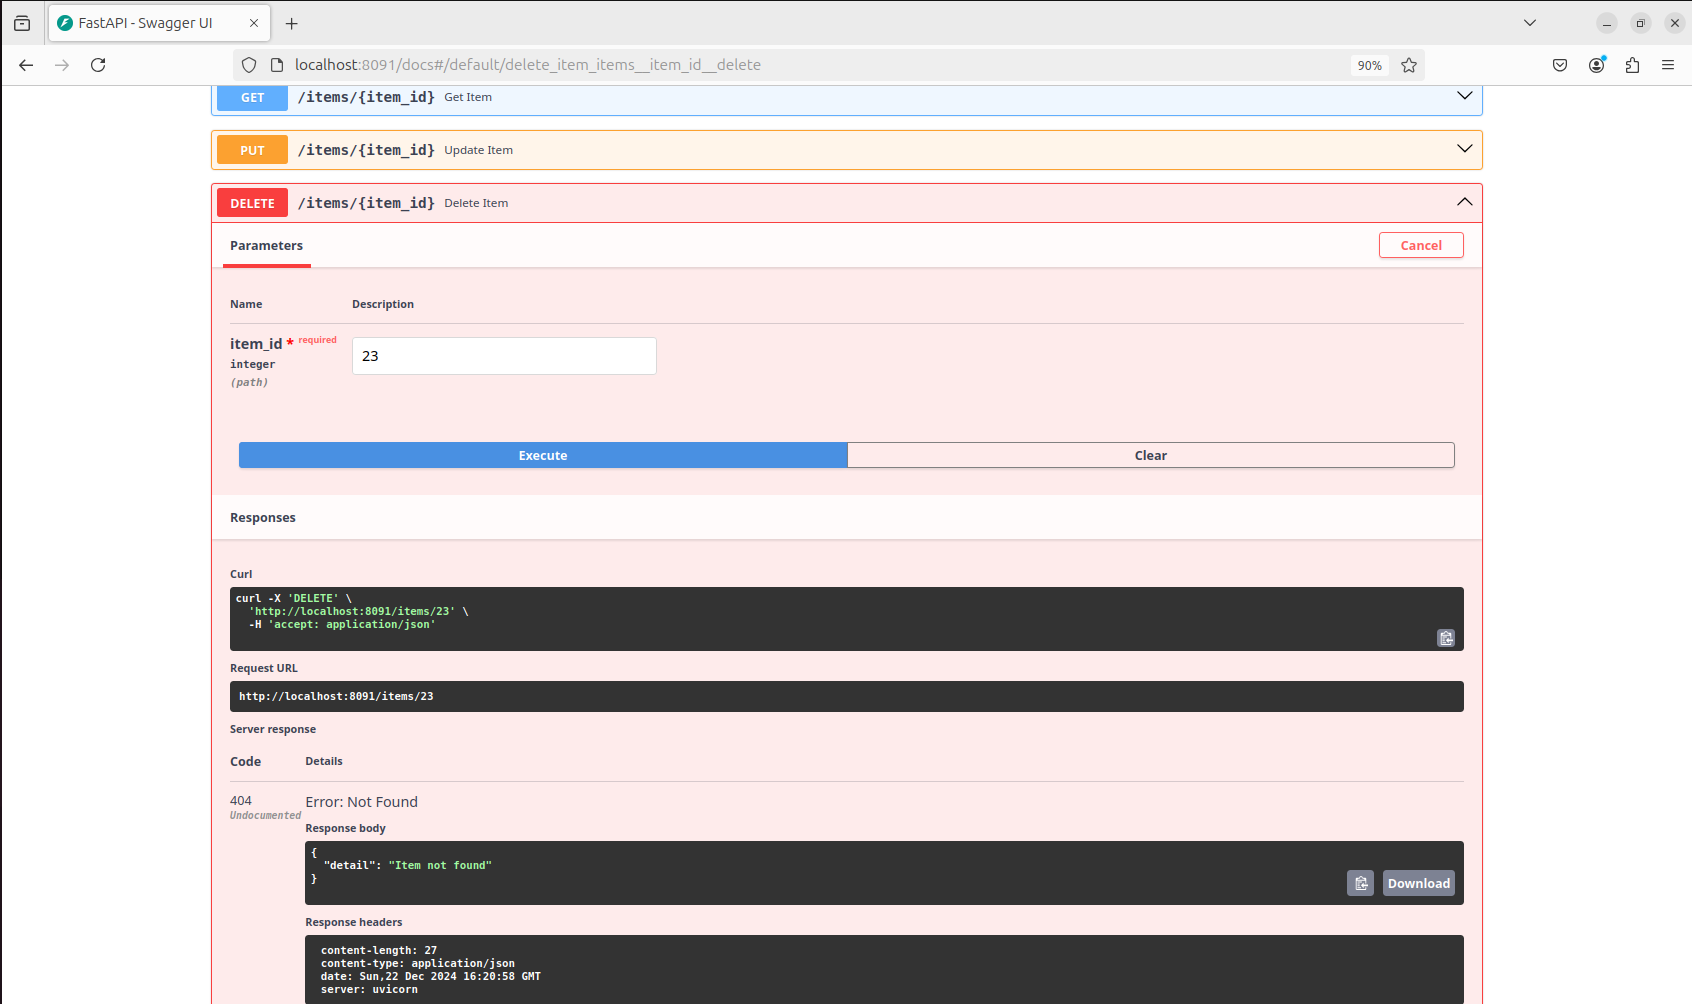 FastAPI - Swagger UI
localhost:8091/docs#/default/delete_item_items__item_id__delete
90%
GET /items/{item_id} Get Item
PUT /items/{item_id} Update Item
DELETE /items/{item_id} Delete Item
Parameters
Cancel
Name Description
item_id * required
integer
(path)
23
Execute
Clear
Responses
Curl
curl -X 'DELETE' \
  'http://localhost:8091/items/23' \
  -H 'accept: application/json'
Request URL
http://localhost:8091/items/23
Server response
Code Details
404
Undocumented
Error: Not Found
Response body
{
  "detail": "Item not found"
}
Download
Response headers
content-length: 27
content-type: application/json
date: Sun,22 Dec 2024 16:20:58 GMT
server: uvicorn